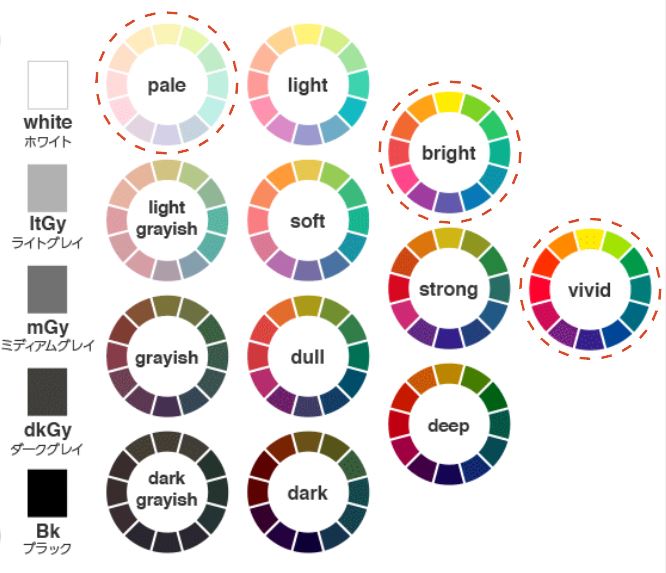 white
ホワイト
ltGy
ライトグレイ
mGy
ミディアムグレイ
dkGy
ダークグレイ
Bk
ブラック
pale
light
light
grayish
soft
grayish
dull
dark
grayish
dark
bright
strong
deep
vivid